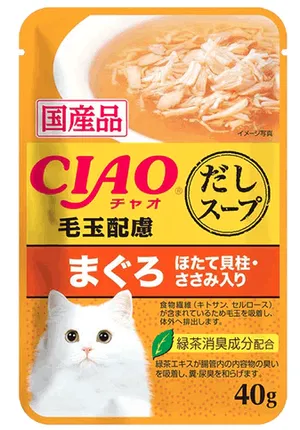 国産品
イメージ写真
CIAO®
チャオ
だし
スープ
毛玉配慮
まぐろ
ほたて貝柱・
ささみ入り
食物繊維（キトサン、セルロース）
が含まれているため毛玉を吸着し、
体外へ排出します。
緑茶消臭成分配合
緑茶エキスが腸管内の内容物の臭い
を吸着し、糞・尿臭を和らげます。
40g